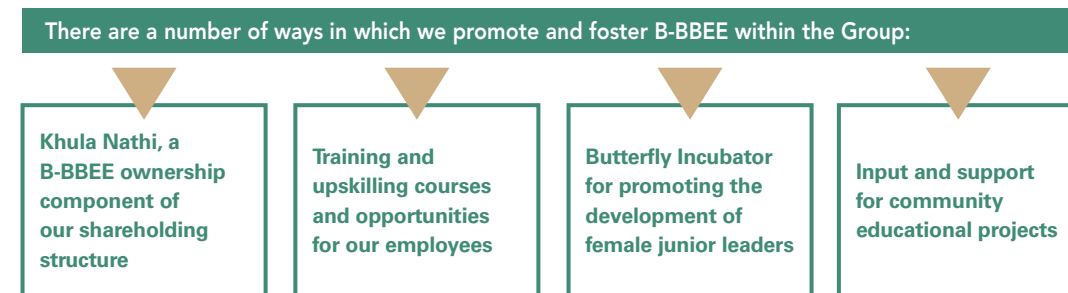 There are a number of ways in which we promote and foster B-BBEE within the Group:
Khula Nathi, a
B-BBEE ownership
component of
our shareholding
structure
Training and
upskilling courses
and opportunities
for our employees
Butterfly Incubator
for promoting the
development of
female junior leaders
Input and support
for community
educational projects